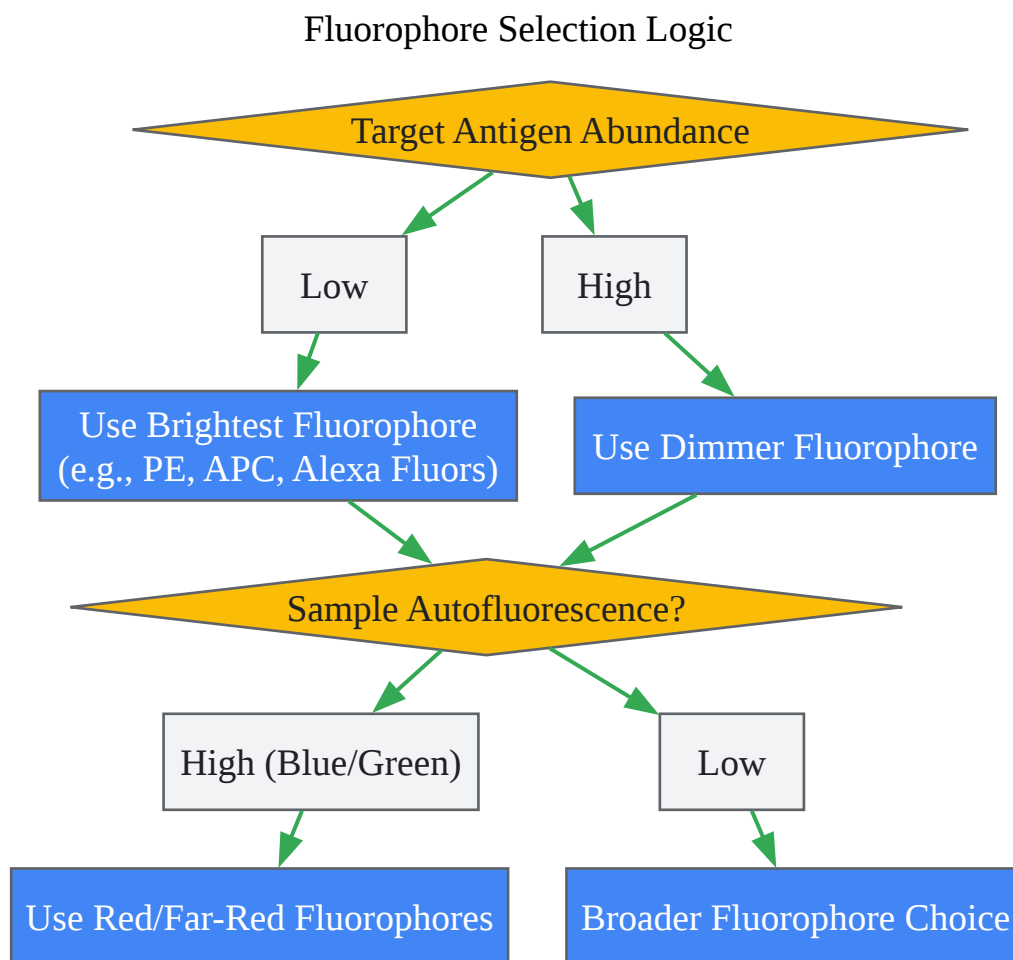 Fluorophore Selection Logic
Target Antigen Abundance
Low
High
Use Brightest Fluorophore
(e.g., PE, APC, Alexa Fluors)
Use Dimmer Fluorophore
Sample Autofluorescence?
High (Blue/Green)
Low
Use Red/Far-Red Fluorophores
Broader Fluorophore Choice